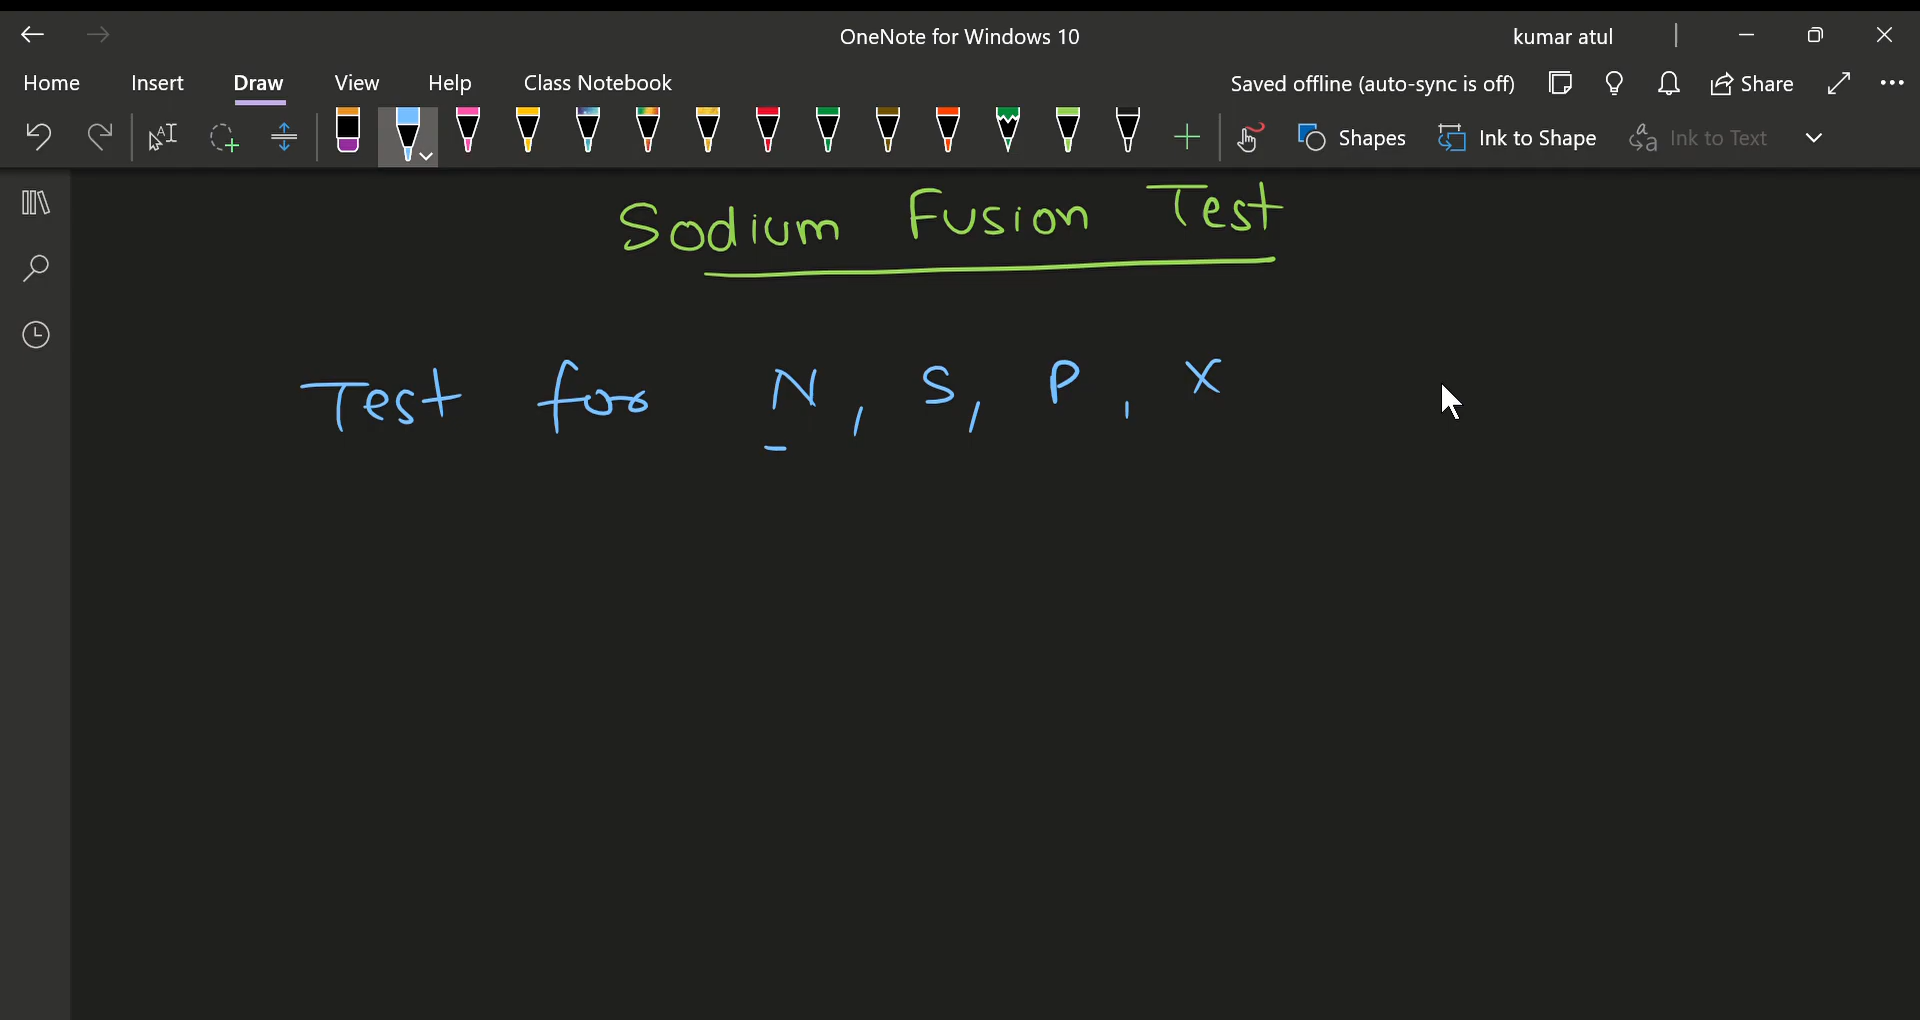 OneNote for Windows 10
kumar atul
Home Insert Draw View Help Class Notebook
Saved offline (auto-sync is off) Share
Shapes Ink to Shape Ink to Text
Sodium Fusion Test
Test for N, S, P, X